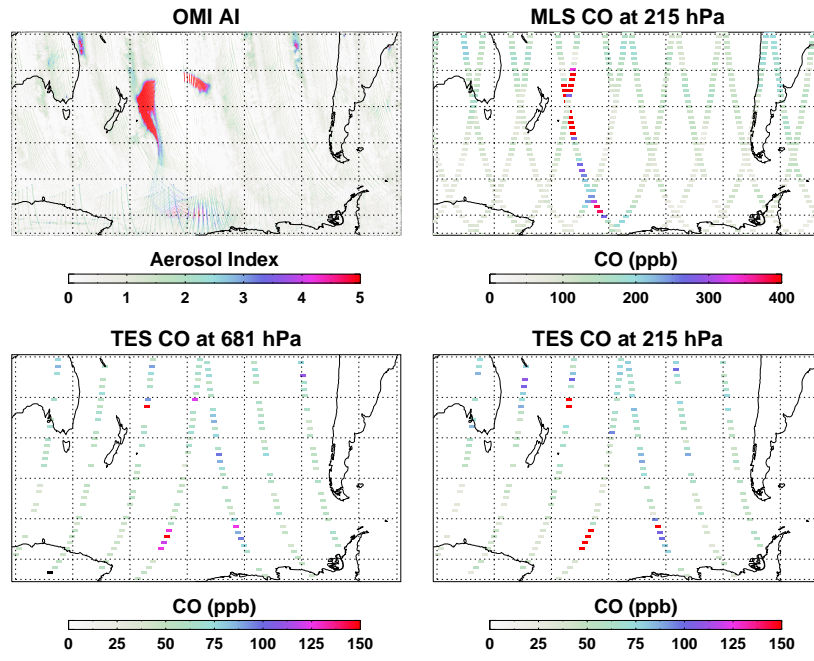 OMI AI
MLS CO at 215 hPa
Aerosol Index
0 1 2 3 4 5
CO (ppb)
0 100 200 300 400
TES CO at 681 hPa
TES CO at 215 hPa
CO (ppb)
0 25 50 75 100 125 150
CO (ppb)
0 25 50 75 100 125 150